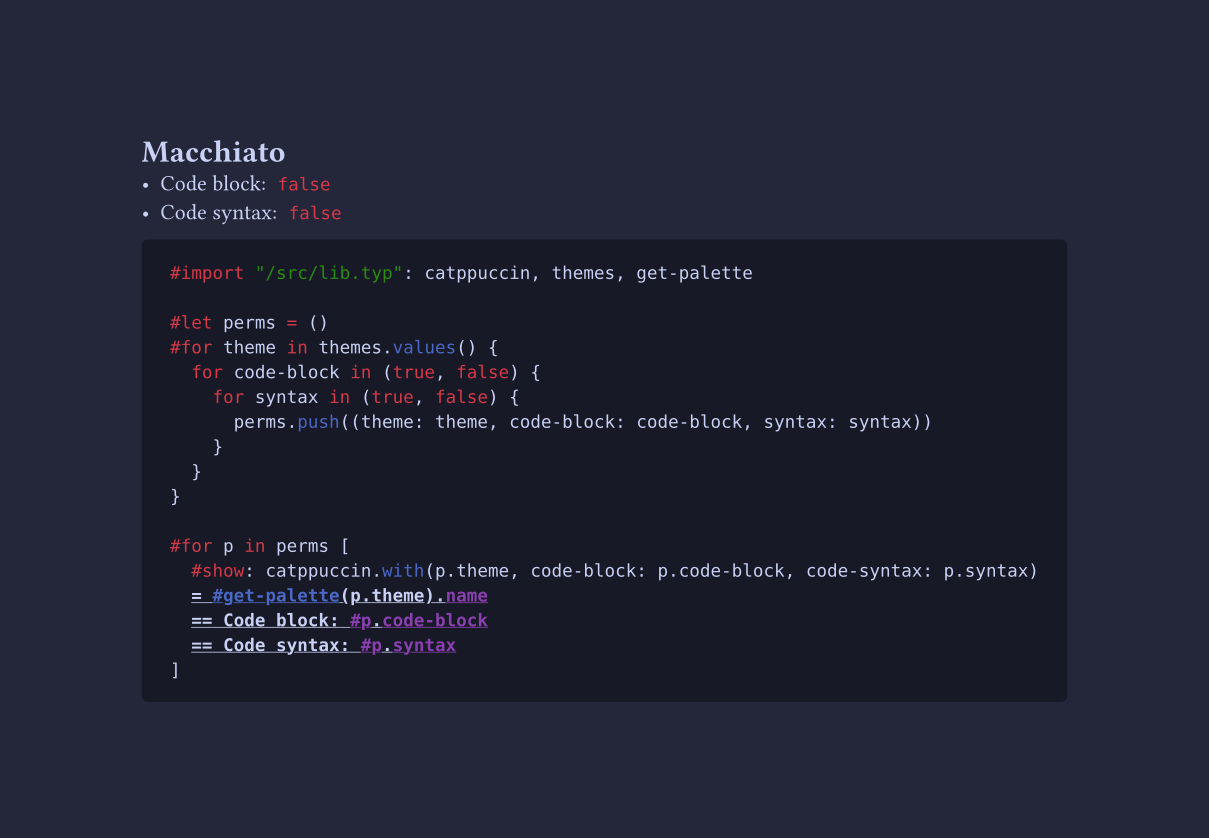 Macchiato
• Code block: false
• Code syntax: false
#import "/src/lib.typ": catppuccin, themes, get-palette

#let perms = ()
#for theme in themes.values() {
  for code-block in (true, false) {
    for syntax in (true, false) {
      perms.push((theme: theme, code-block: code-block, syntax: syntax))
    }
  }
}

#for p in perms [
  #show: catppuccin.with(p.theme, code-block: p.code-block, code-syntax: p.syntax)
  = #get-palette(p.theme).name
  == Code block: #p.code-block
  == Code syntax: #p.syntax
]